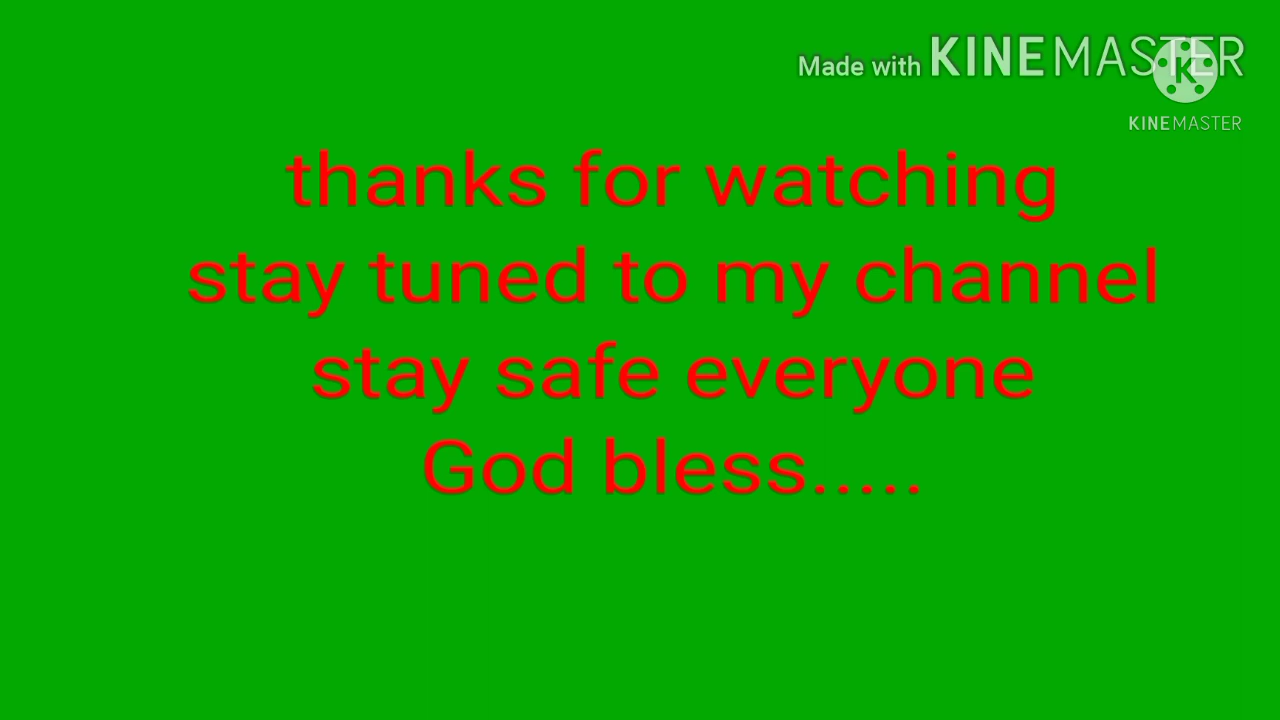 Made with KINEMASTER
K
KINEMASTER
thanks for watching
stay tuned to my channel
stay safe everyone
God bless.....